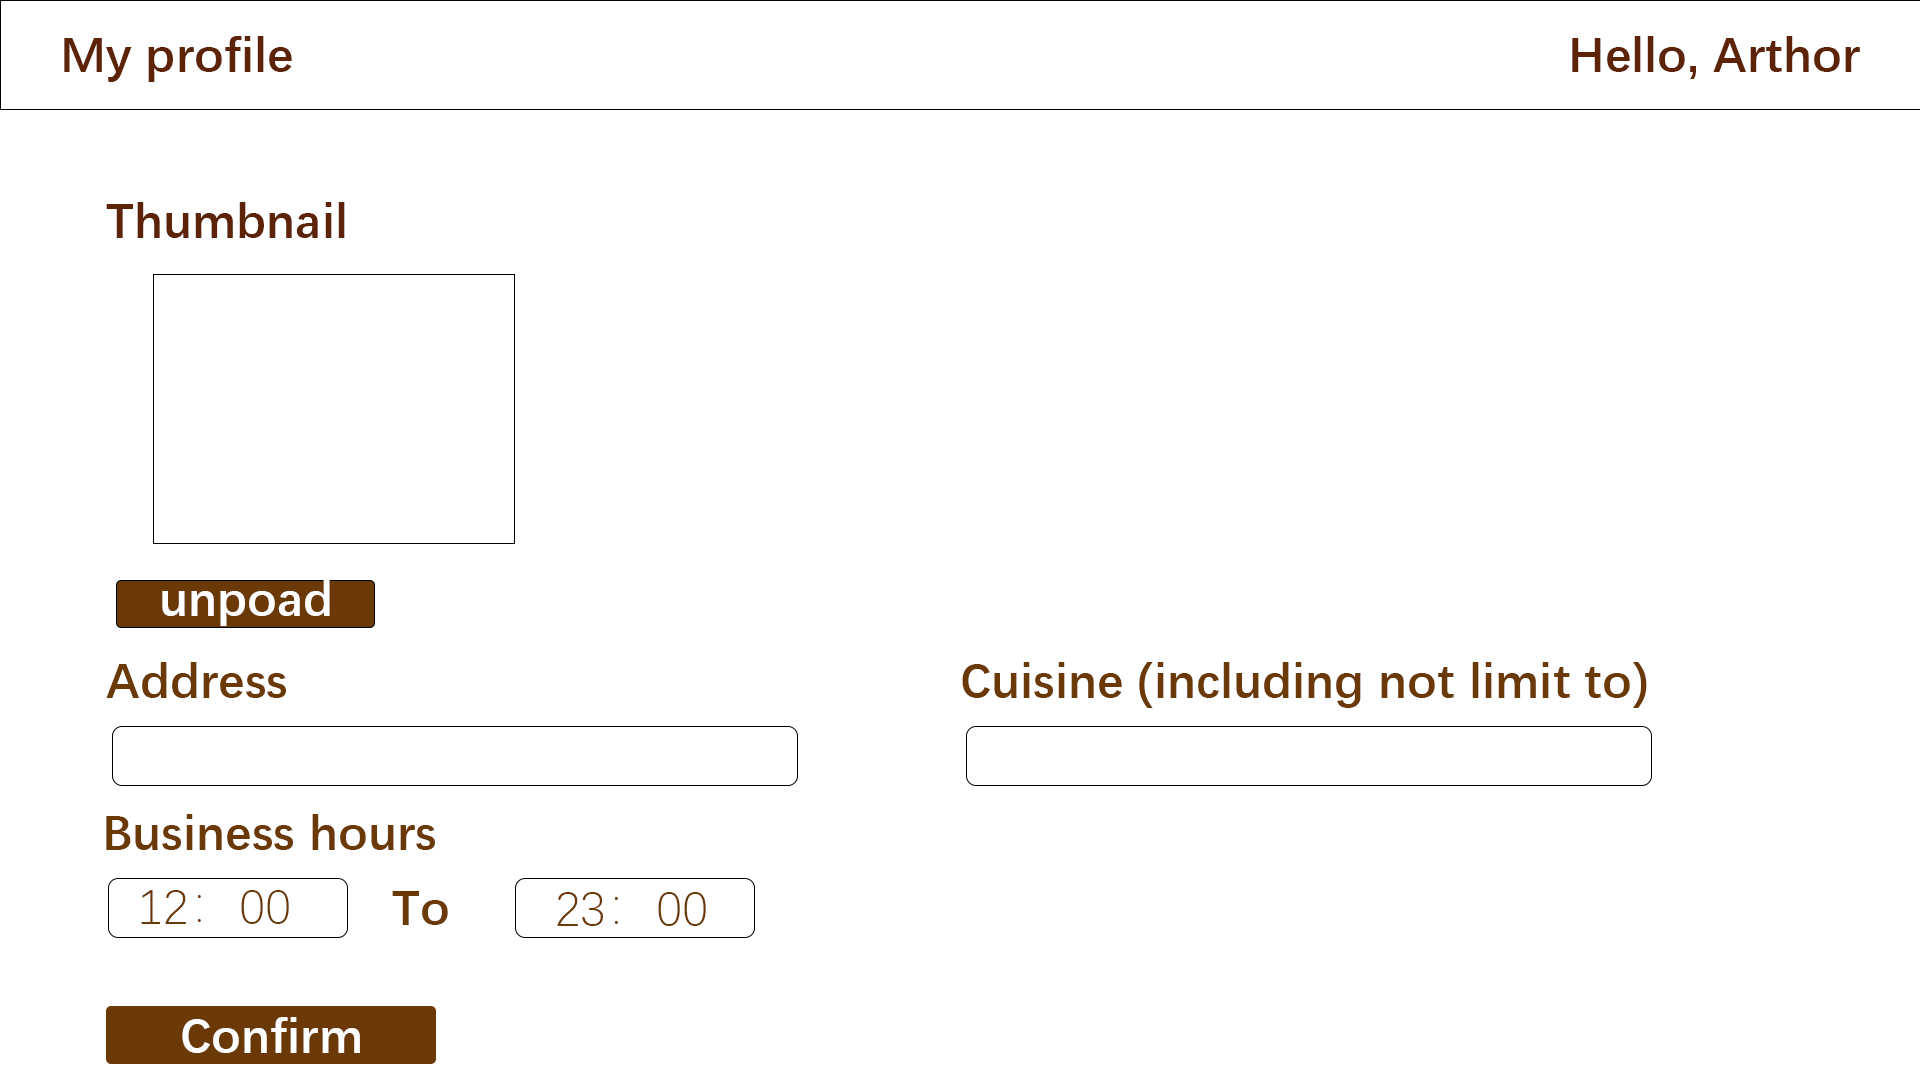 My profile
Hello, Arthor
Thumbnail
unpoad
Address
Cuisine (including not limit to)
Business hours
12: 00
To
23: 00
Confirm